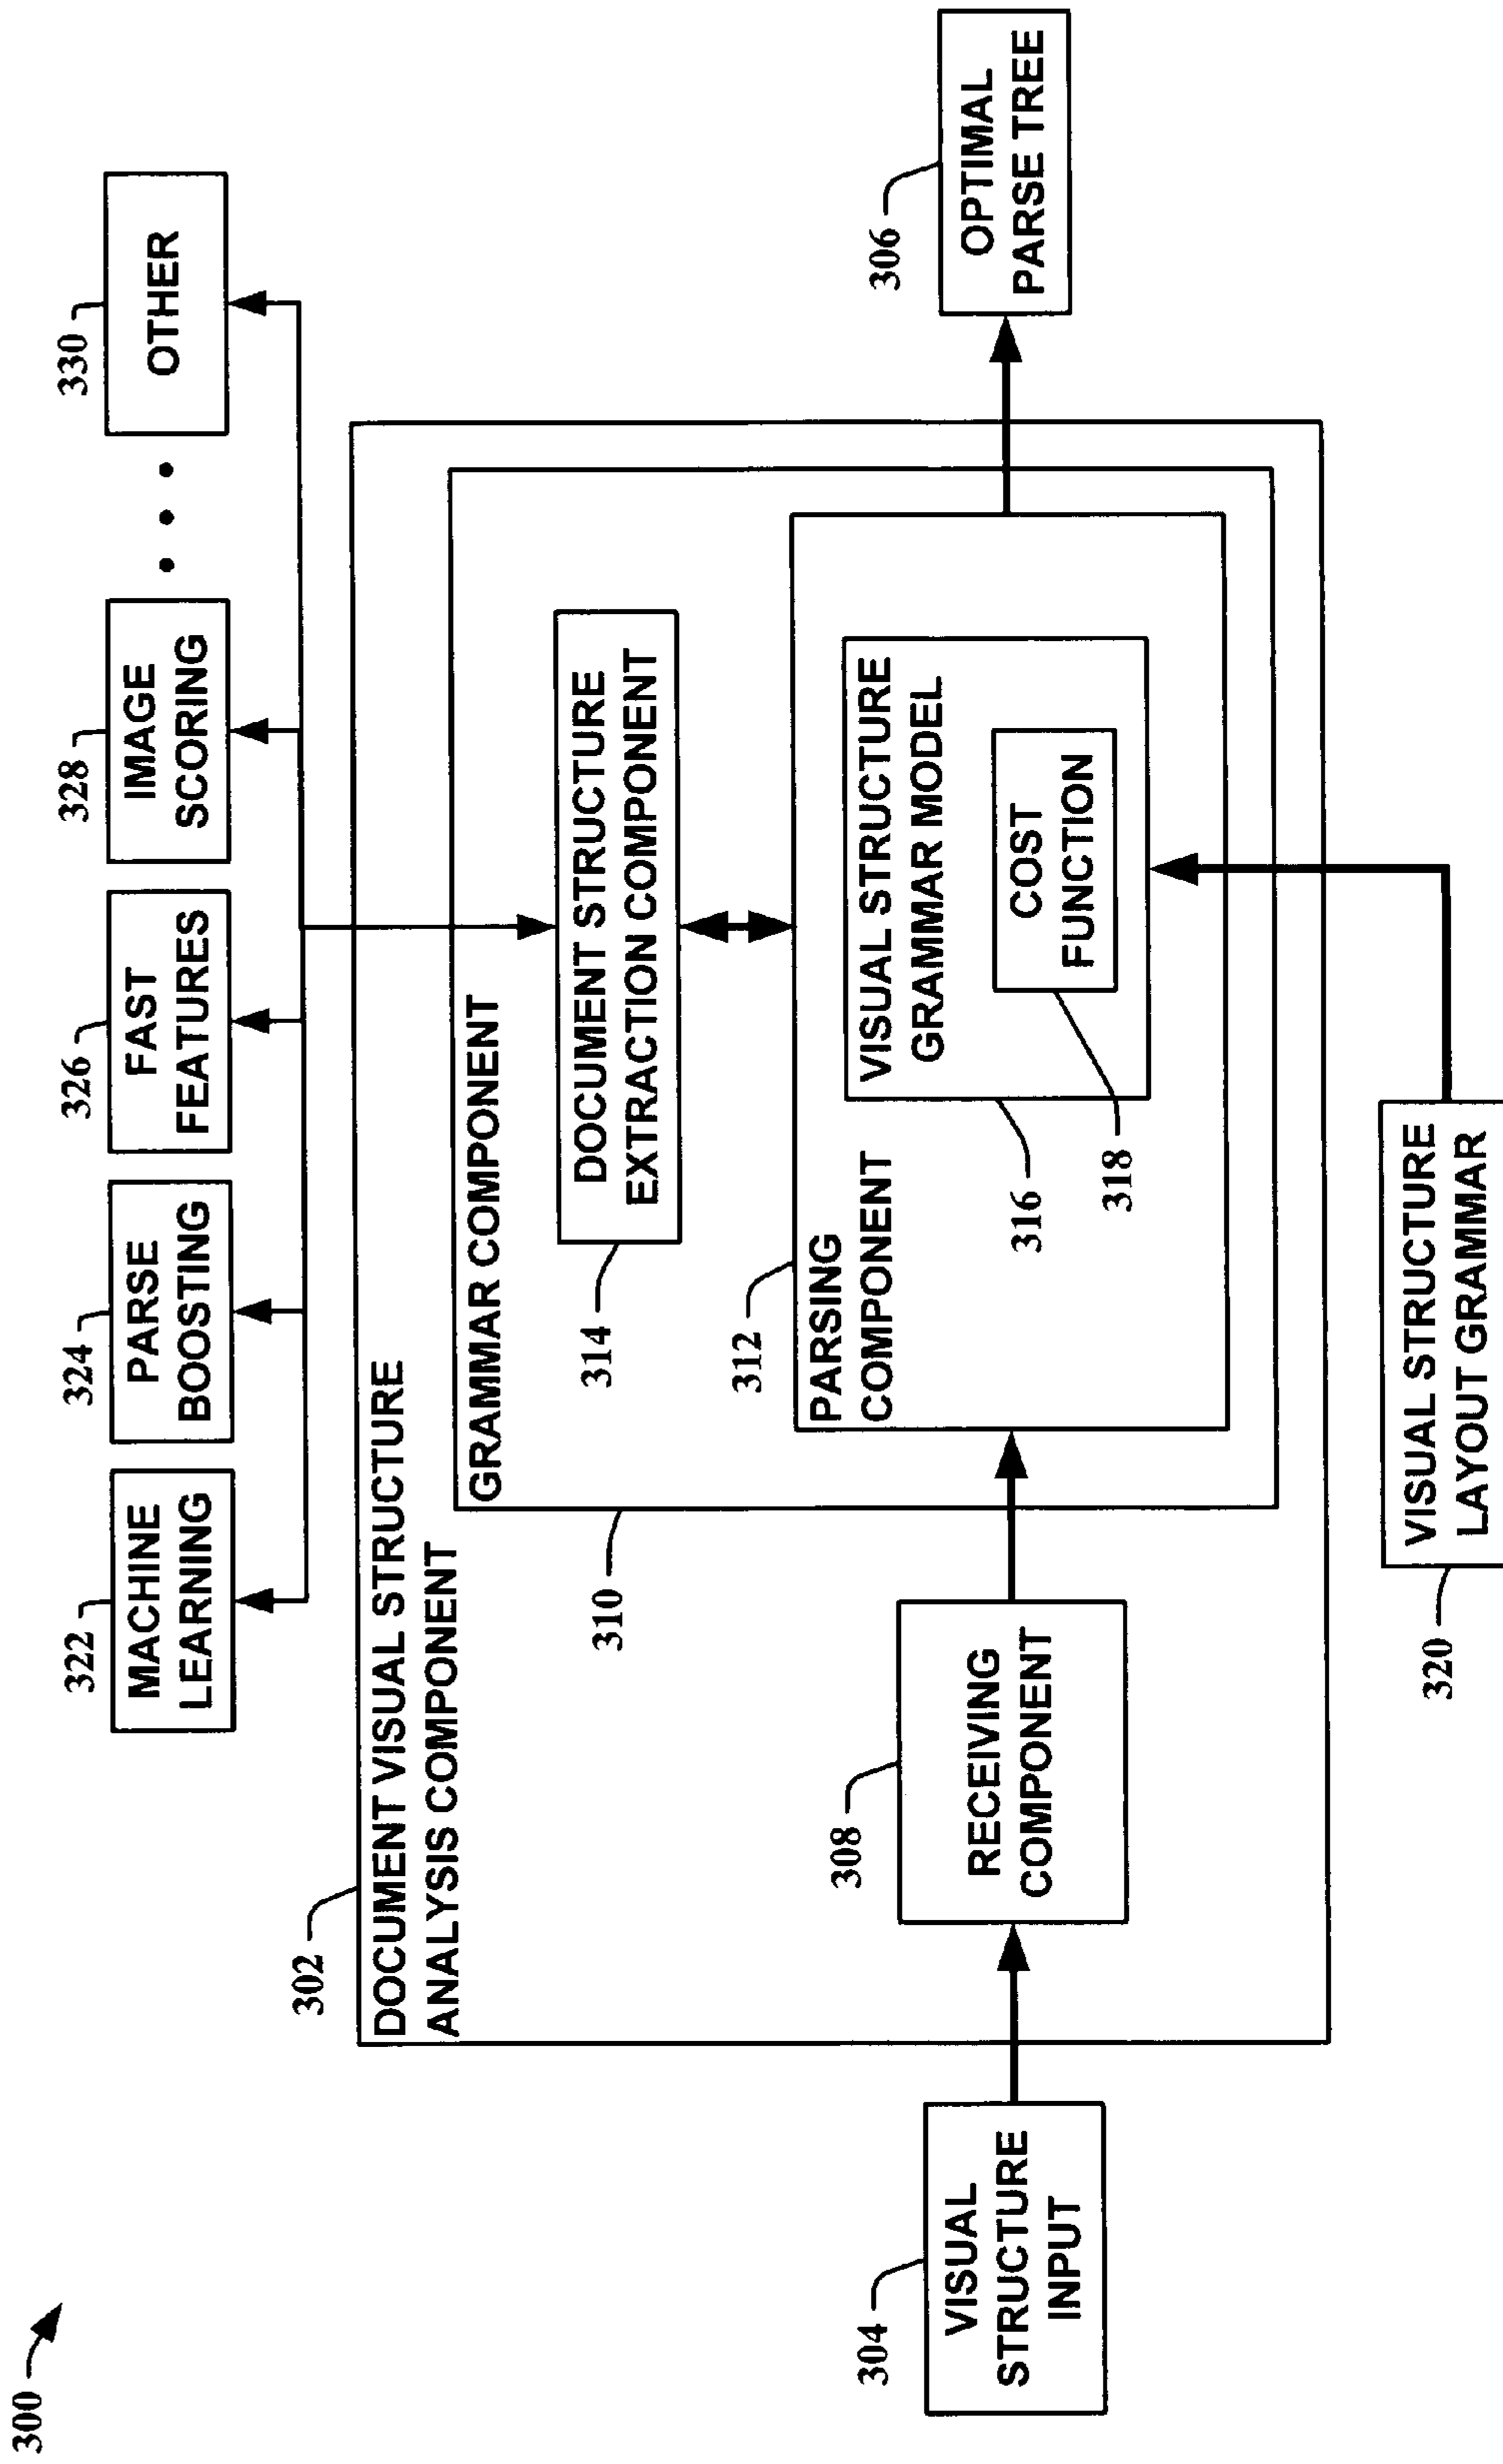 300
322
MACHINE
LEARNING
324
PARSE
BOOSTING
326
FAST
FEATURES
328
IMAGE
SCORING
• • •
330
OTHER
302
DOCUMENT VISUAL STRUCTURE
ANALYSIS COMPONENT
310
GRAMMAR COMPONENT
314
DOCUMENT STRUCTURE
EXTRACTION COMPONENT
312
PARSING
COMPONENT
316
VISUAL STRUCTURE
GRAMMAR MODEL
318
COST
FUNCTION
304
VISUAL
STRUCTURE
INPUT
308
RECEIVING
COMPONENT
306
OPTIMAL
PARSE TREE
320
VISUAL STRUCTURE
LAYOUT GRAMMAR